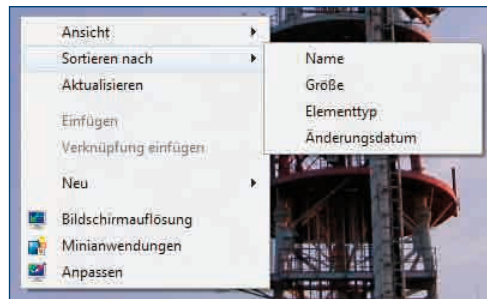 Ansicht
Sortieren nach
Aktualisieren
Einfügen
Verknüpfung einfügen
Neu
Bildschirmauflösung
Minianwendungen
Anpassen
Name
Größe
Elementtyp
Änderungsdatum